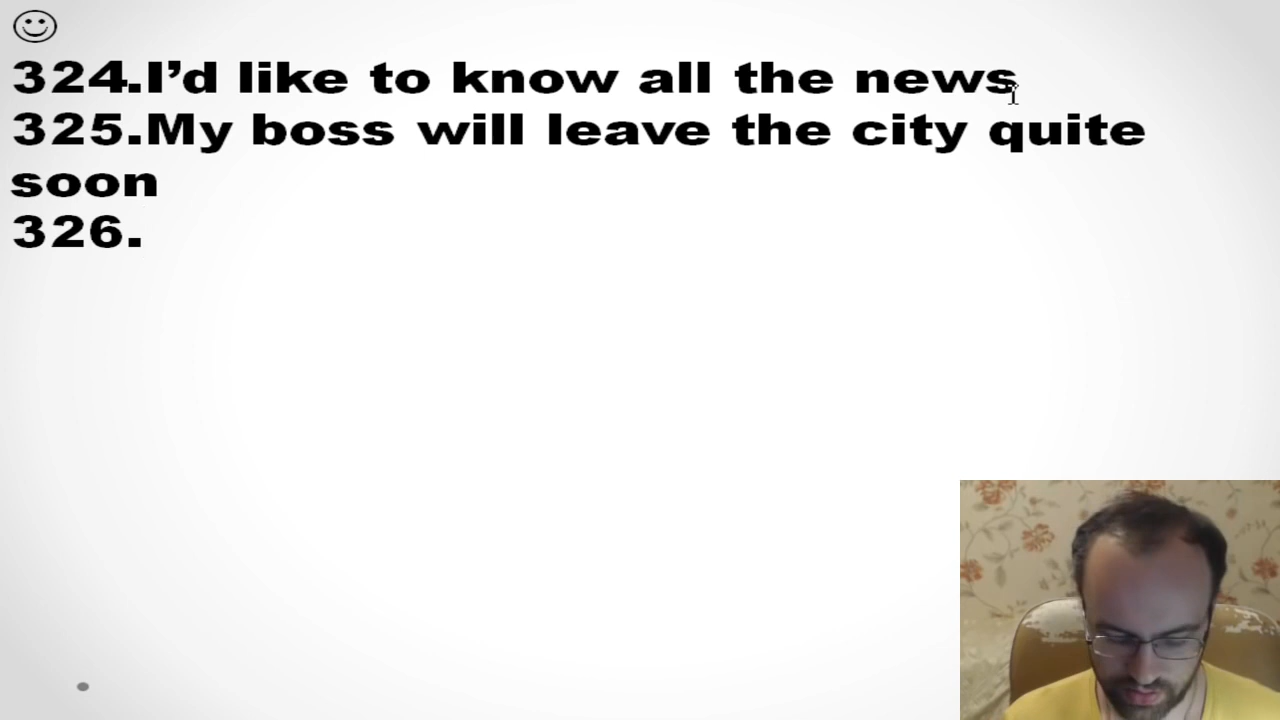 324.I’d like to know all the news
325.My boss will leave the city quite
soon
326.